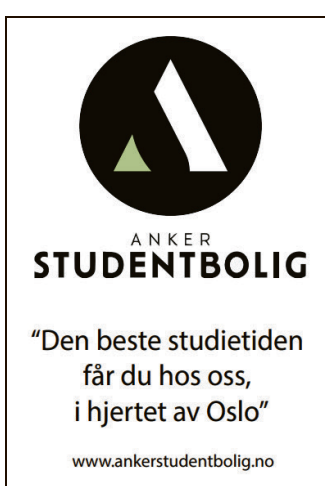 ANKER
STUDENTBOLIG
“Den beste studietiden
får du hos oss,
i hjertet av Oslo”
www.ankerstudentbolig.no